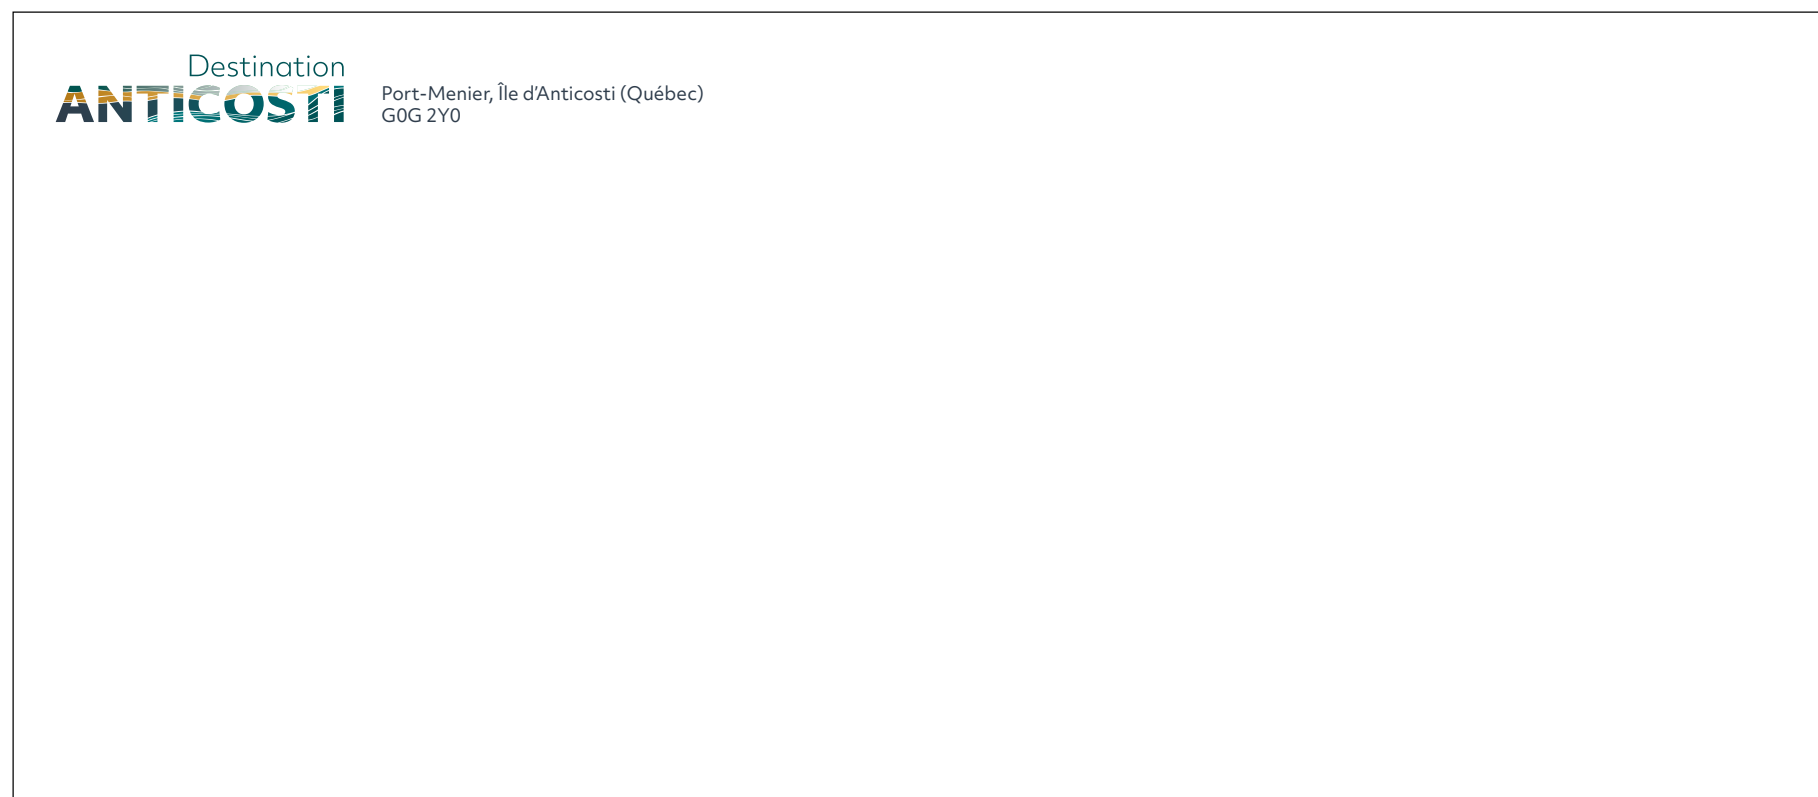 Destination
ANTICOSTI
Port-Menier, Île d’Anticosti (Québec)
G0G 2Y0